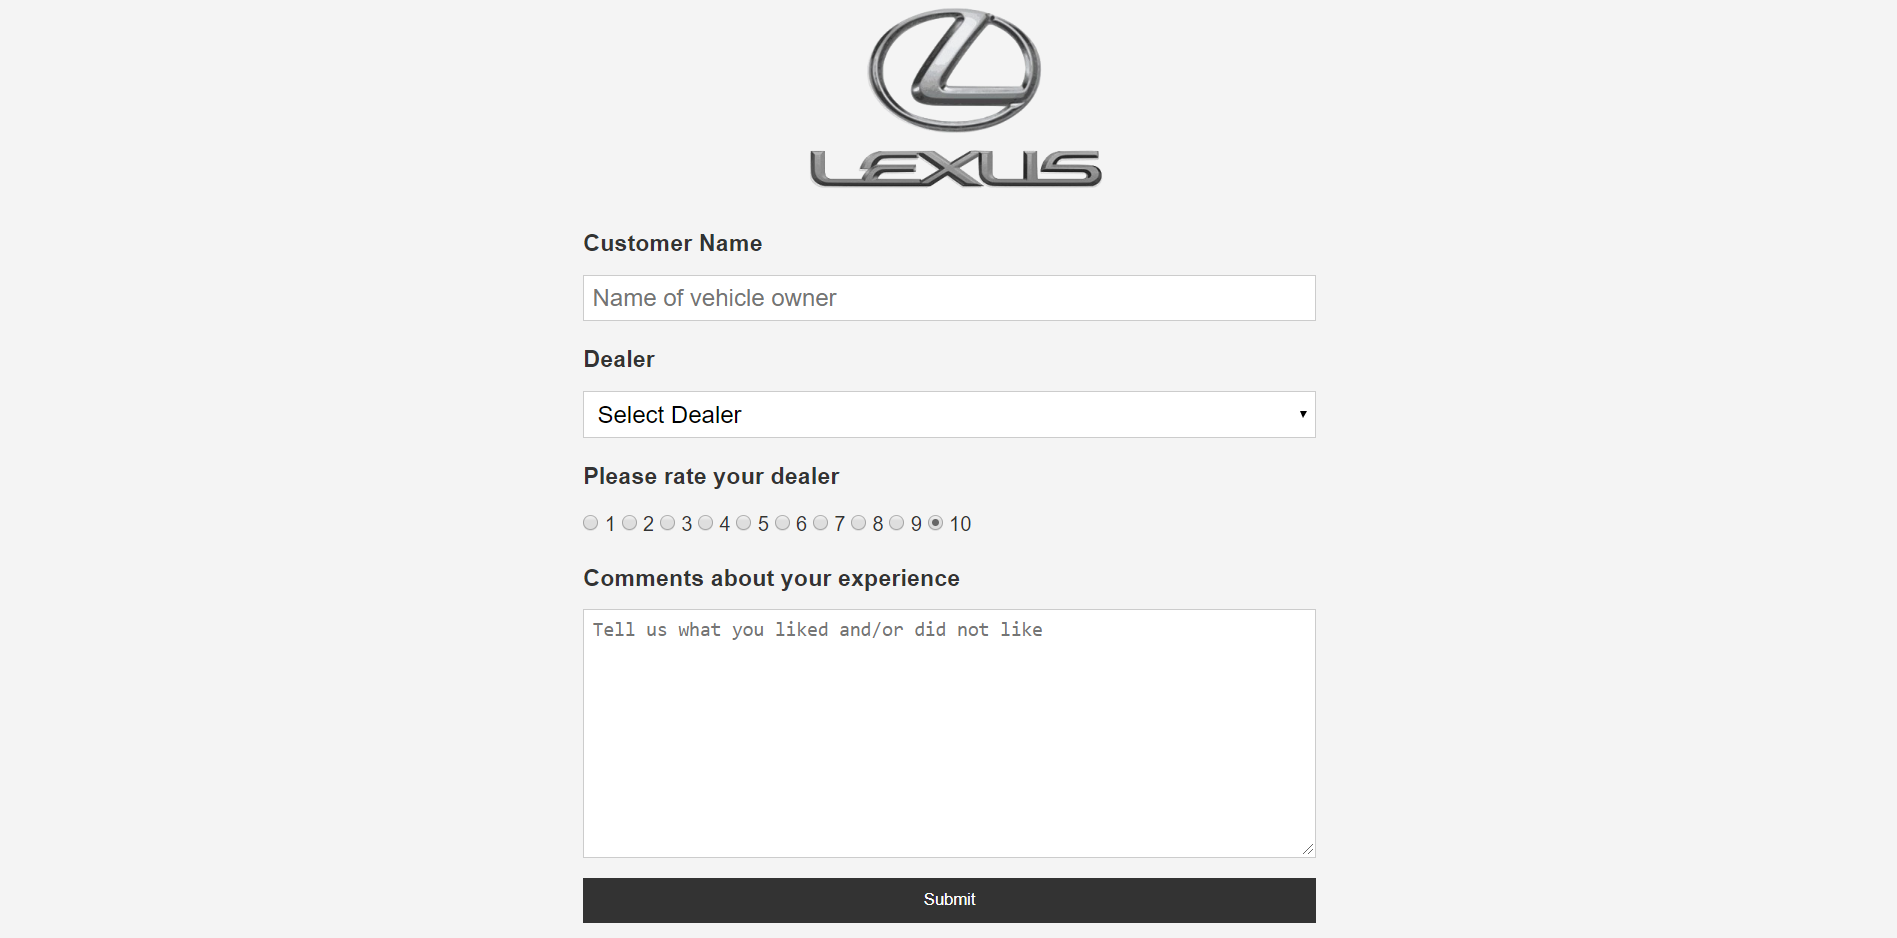 LEXUS
Customer Name
Name of vehicle owner
Dealer
Select Dealer
Please rate your dealer
1 2 3 4 5 6 7 8 9 10
Comments about your experience
Tell us what you liked and/or did not like
Submit